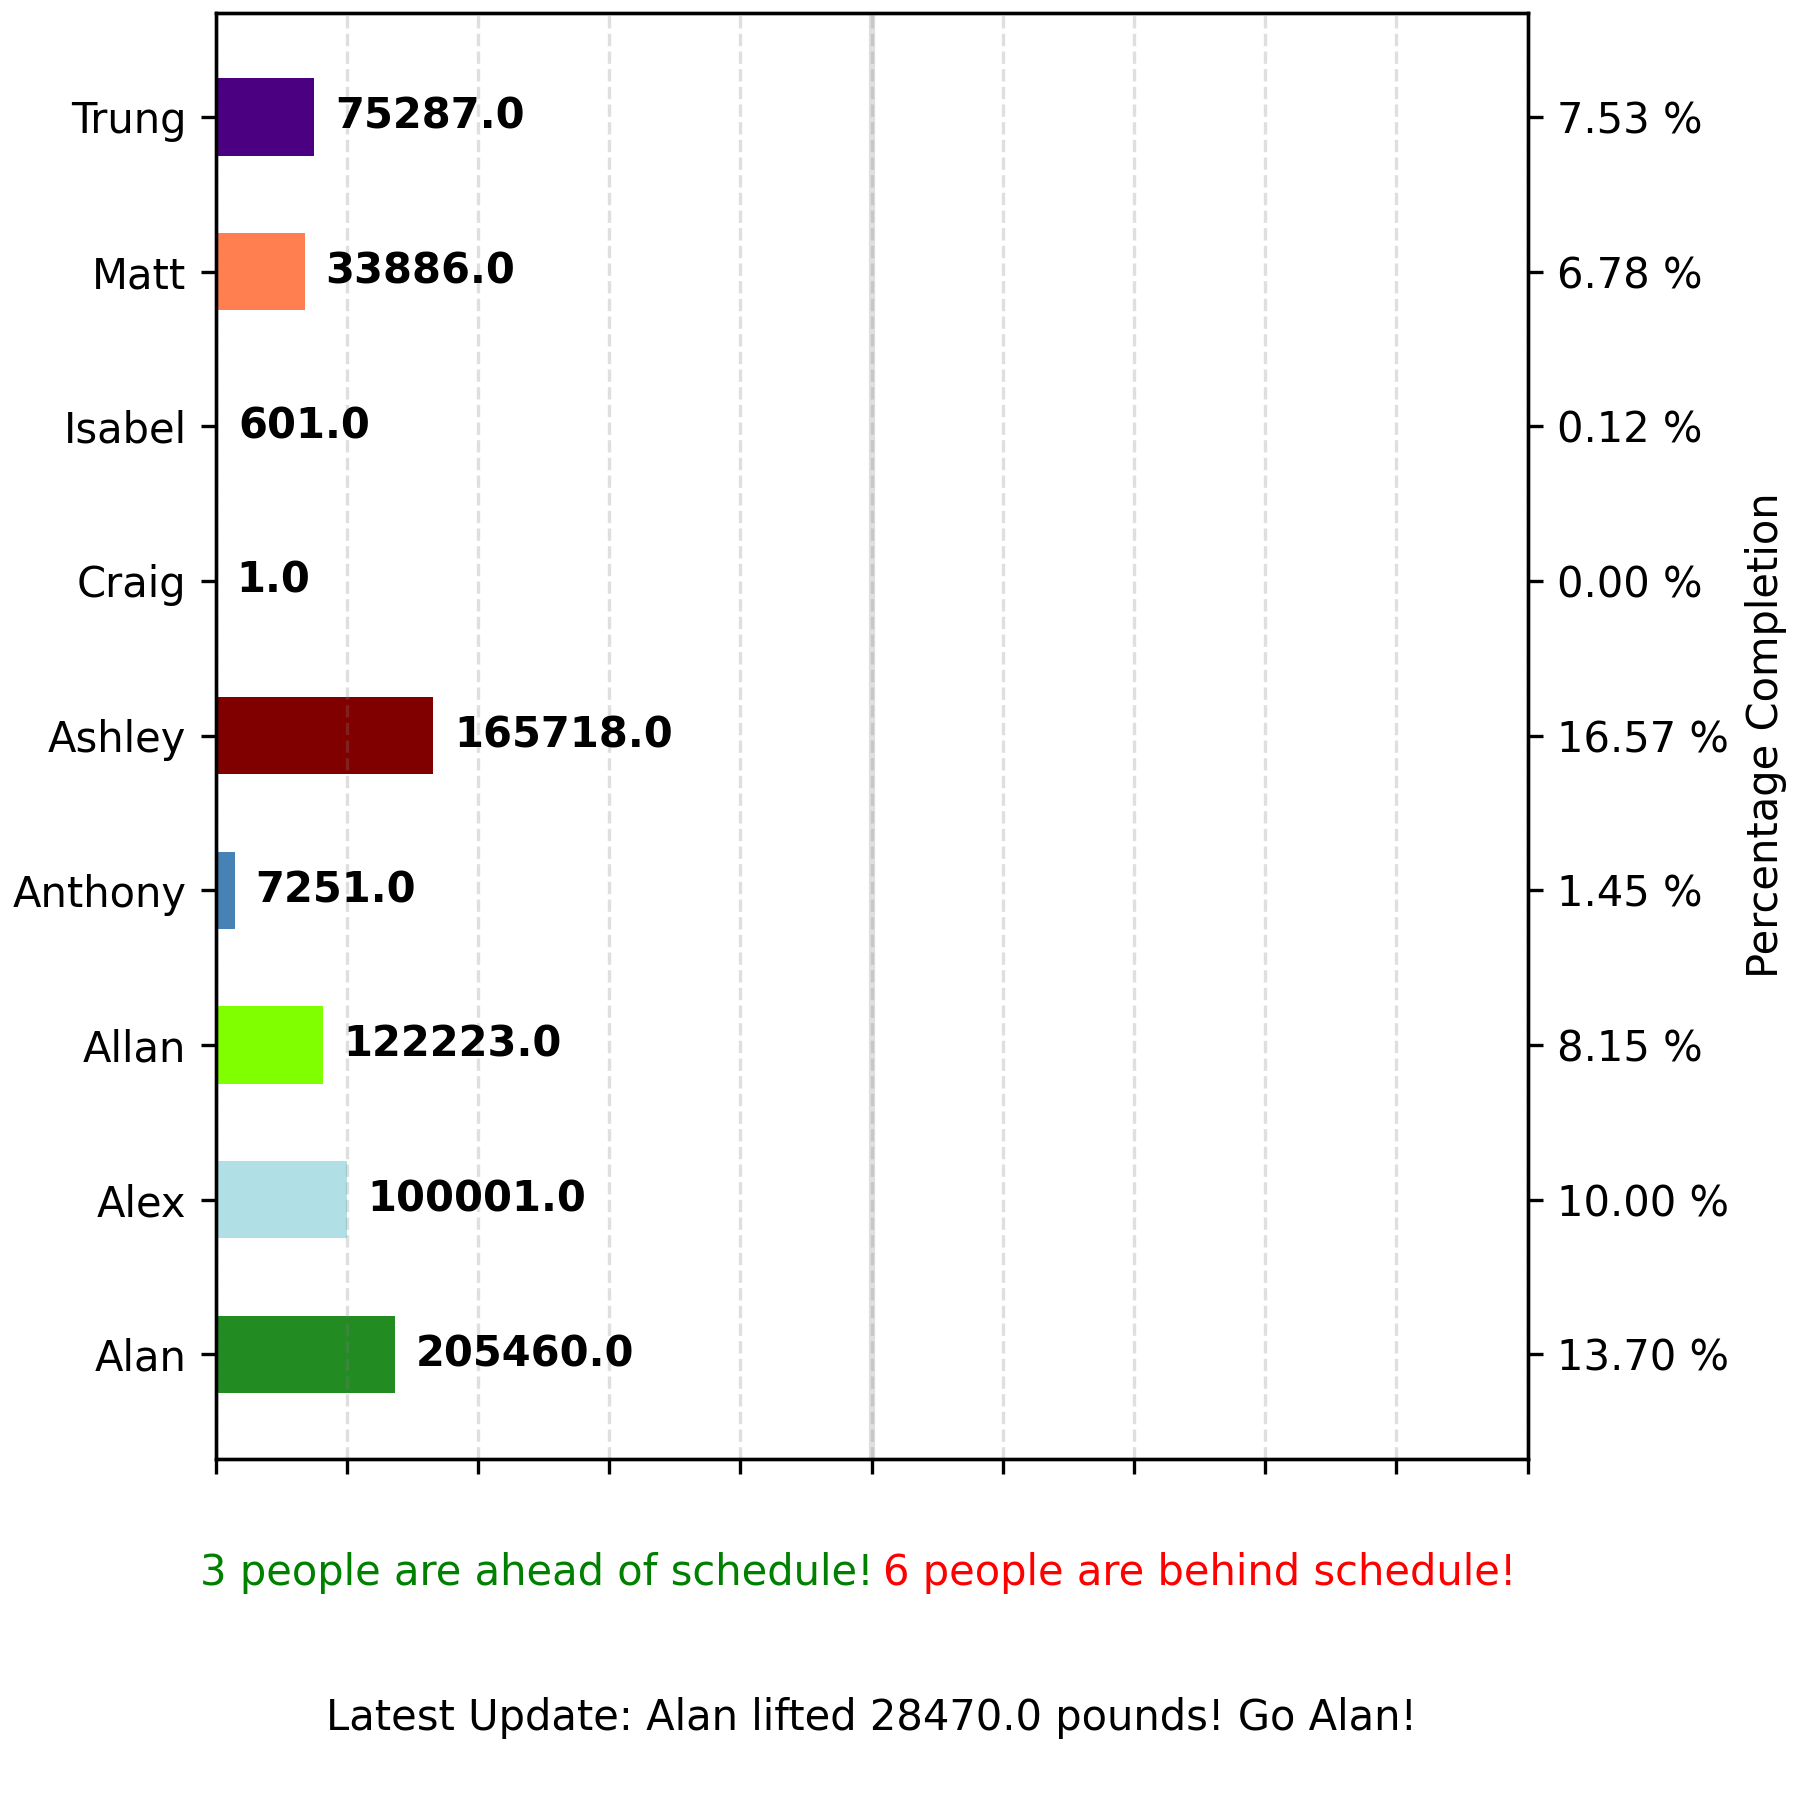 Trung 75287.0 7.53 %
Matt 33886.0 6.78 %
Isabel 601.0 0.12 %
Craig 1.0 0.00 %
Ashley 165718.0 16.57 %
Anthony 7251.0 1.45 %
Allan 122223.0 8.15 %
Alex 100001.0 10.00 %
Alan 205460.0 13.70 %
Percentage Completion
3 people are ahead of schedule! 6 people are behind schedule!
Latest Update: Alan lifted 28470.0 pounds! Go Alan!